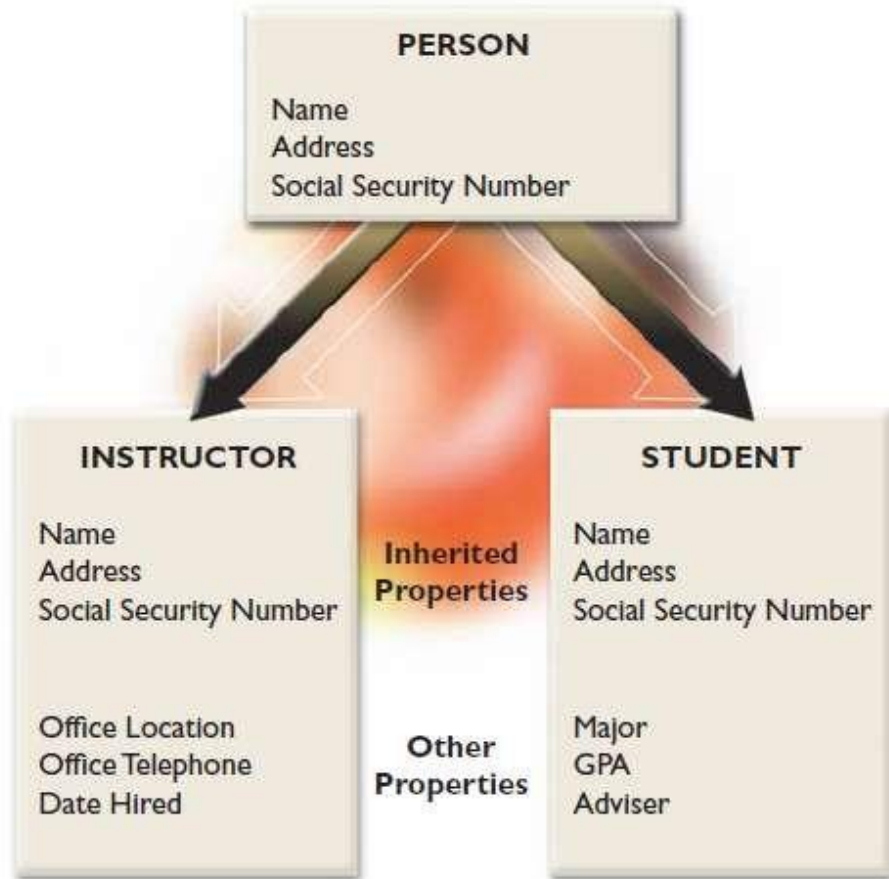 PERSON
Name
Address
Social Security Number
INSTRUCTOR
Name
Address
Social Security Number
Office Location
Office Telephone
Date Hired
Inherited
Properties
Other
Properties
STUDENT
Name
Address
Social Security Number
Major
GPA
Adviser